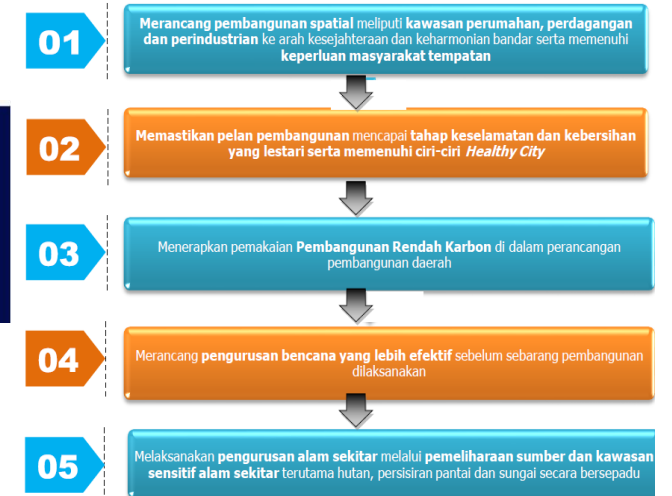 01
Merancang pembangunan spatial meliputi kawasan perumahan, perdagangan
dan perindustrian ke arah kesejahteraan dan keharmonian bandar serta memenuhi
keperluan masyarakat tempatan
02
Memastikan pelan pembangunan mencapai tahap keselamatan dan kebersihan
yang lestari serta memenuhi ciri-ciri Healthy City
03
Menerapkan pemakaian Pembangunan Rendah Karbon di dalam perancangan
pembangunan daerah
04
Merancang pengurusan bencana yang lebih efektif sebelum sebarang pembangunan
dilaksanakan
05
Melaksanakan pengurusan alam sekitar melalui pemeliharaan sumber dan kawasan
sensitif alam sekitar terutama hutan, persisiran pantai dan sungai secara bersepadu